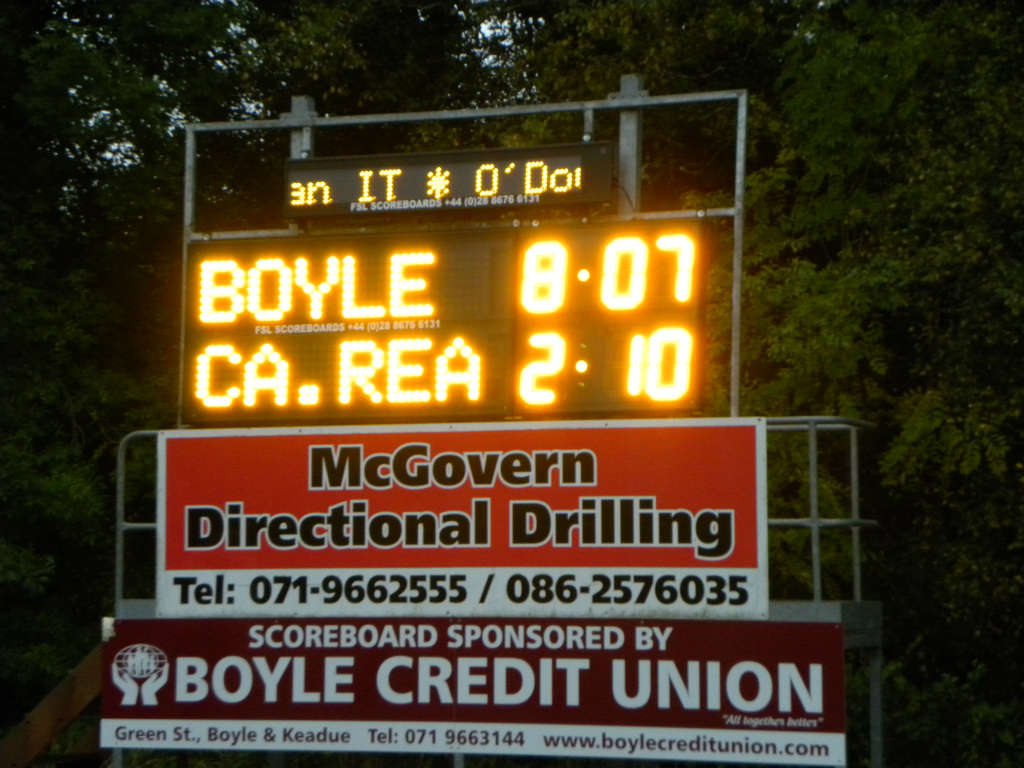 an IT * O'Do
FSL SCOREBOARDS +44 (0)28 8676 6131
BOYLE 8:07
FSL SCOREBOARDS +44 (0)28 8676 6131
CA.REA 2:10
McGovern
Directional Drilling
Tel: 071-9662555 / 086-2576035
SCOREBOARD SPONSORED BY
BOYLE CREDIT UNION
"All together better"
Green St., Boyle & Keadue Tel: 071 9663144 www.boylecreditunion.com